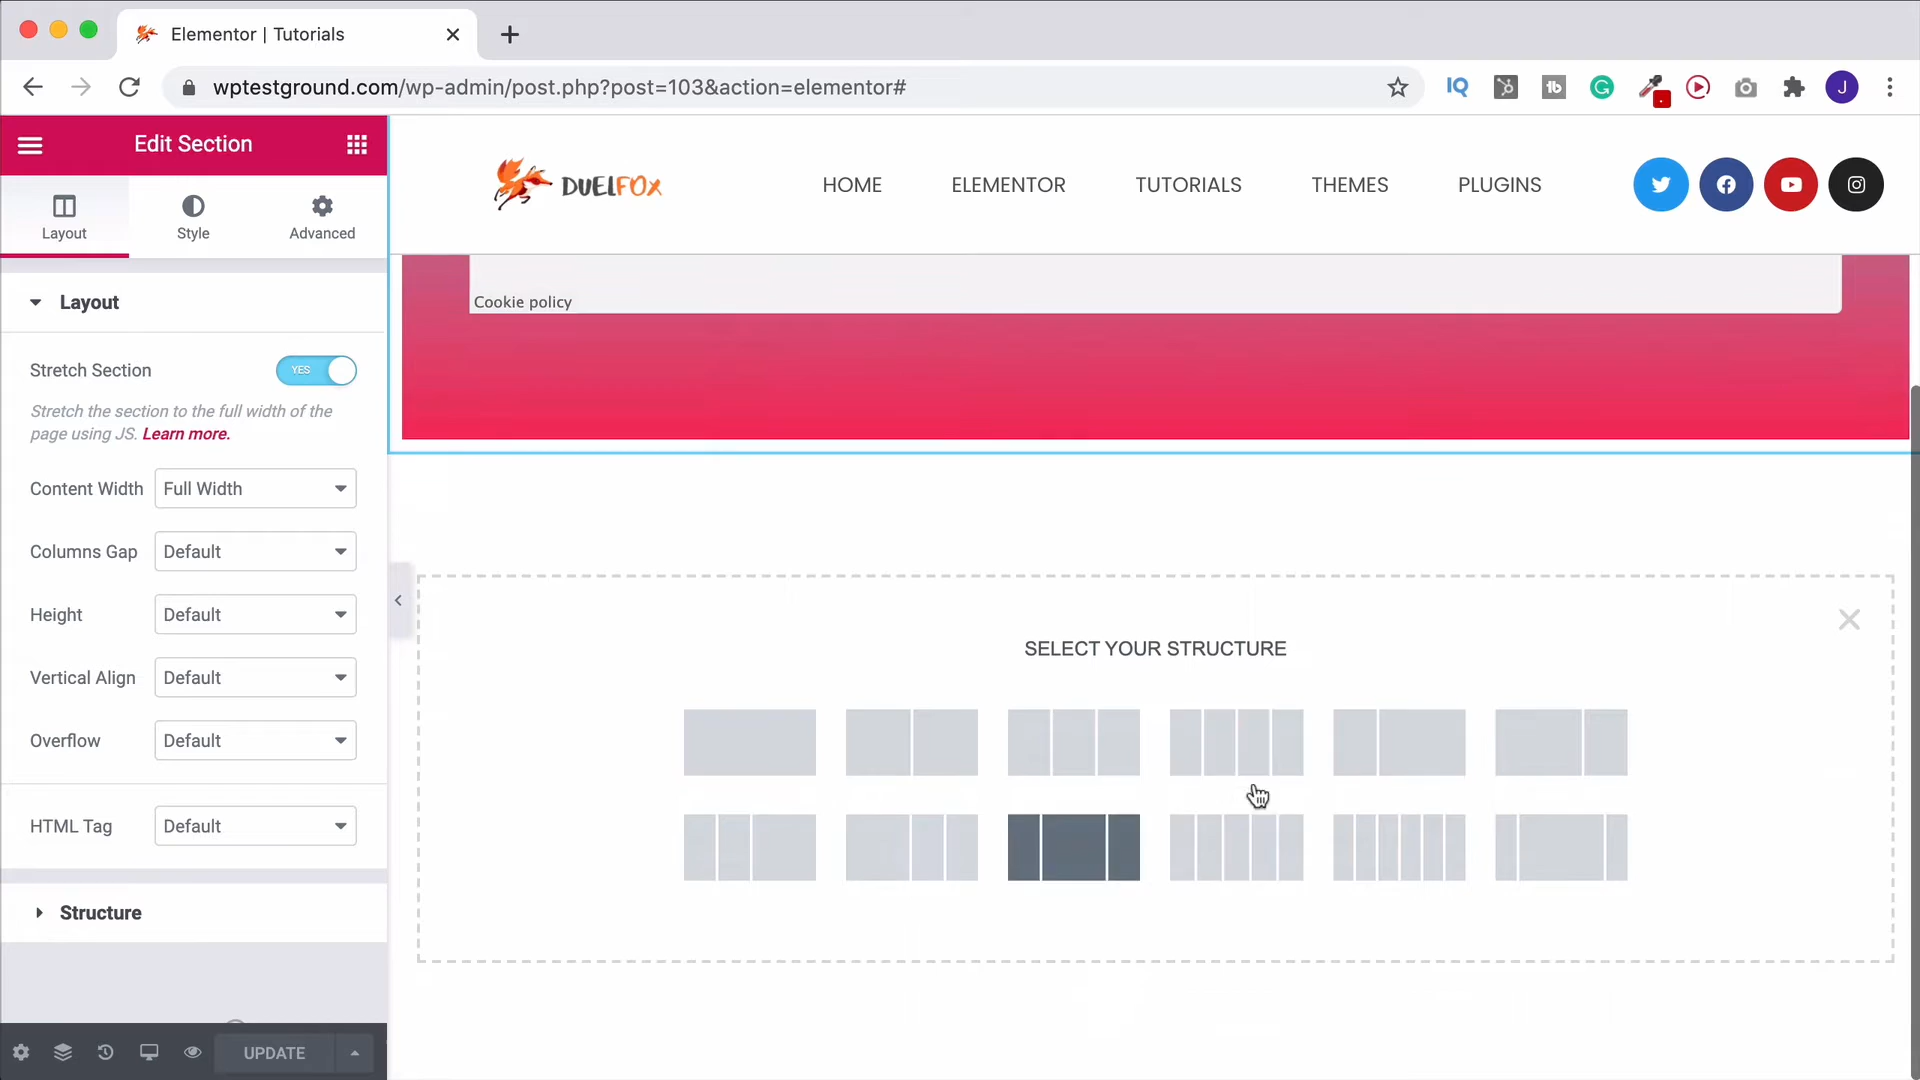 Elementor | Tutorials
wptestground.com/wp-admin/post.php?post=103&action=elementor#
IQ
tb
G
J
Edit Section
Layout
Style
Advanced
DUELFOX
HOME
ELEMENTOR
TUTORIALS
THEMES
PLUGINS
Layout
Cookie policy
Stretch Section
YES
Stretch the section to the full width of the
page using JS. Learn more.
Content Width
Full Width
Columns Gap
Default
Height
Default
Vertical Align
Default
Overflow
Default
HTML Tag
Default
Structure
SELECT YOUR STRUCTURE
UPDATE